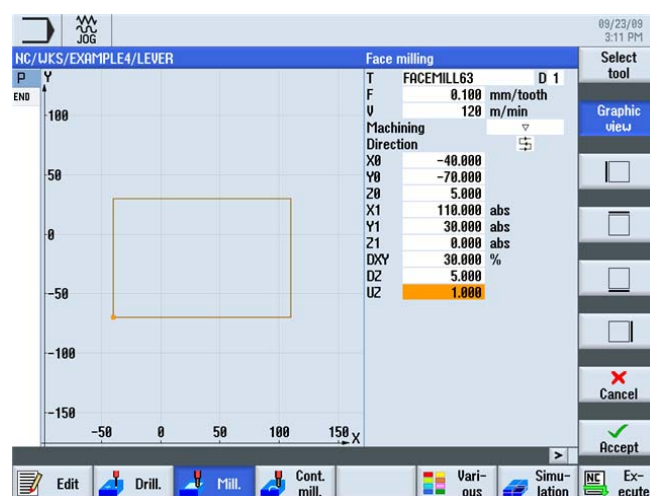 JOG
09/23/09
3:11 PM
NC/WKS/EXAMPLE4/LEVER
Face milling
Select
tool
P
END
Y
100
50
0
-50
-100
-150
-50
0
50
100
150
X
T FACEMILL63 D 1
F 0.100 mm/tooth
V 120 m/min
Machining ▽
Direction
X0 -40.000
Y0 -70.000
Z0 5.000
X1 110.000 abs
Y1 30.000 abs
Z1 0.000 abs
DXY 30.000 %
DZ 5.000
UZ 1.000
Graphic
view
Cancel
Accept
>
Edit
Drill.
Mill.
Cont.
mill.
Vari-
ous
Simu-
lation
NC
Ex-
ecute